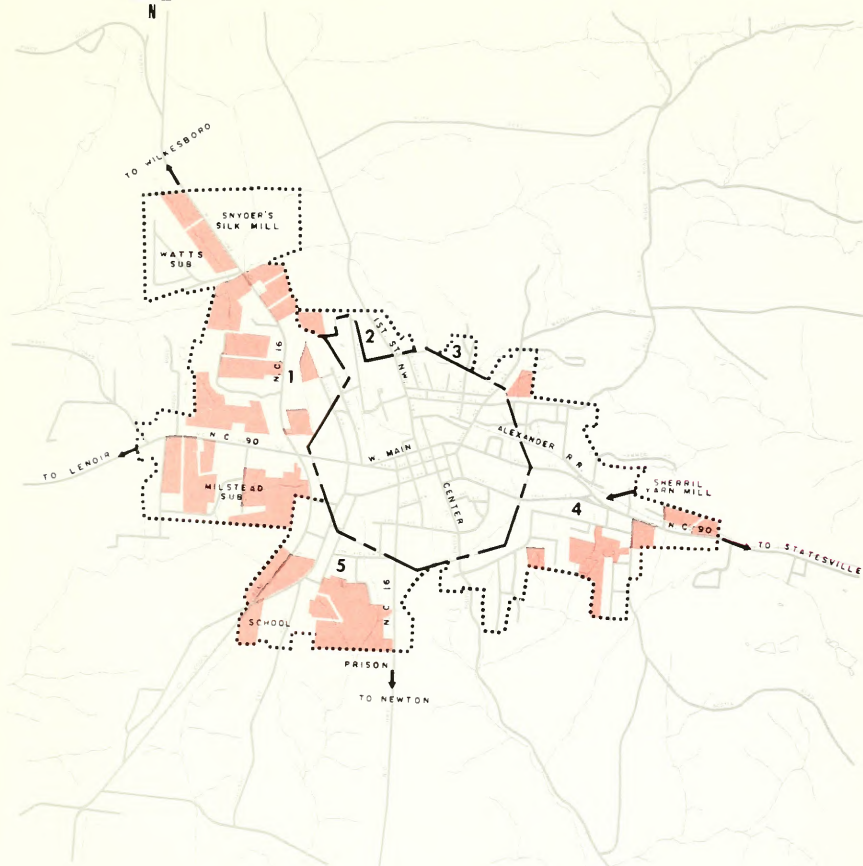 N
TO WILKESBORO
SNYDER'S
SILK MILL
WATTS
SUB
1ST ST. NW
2
3
N.C. 16
1
N C 90
W. MAIN
ALEXANDER R R
TO LENOIR
MILSTEAD
SUB
CENTER
SHERRIL
YARN MILL
4
N.C. 90
TO STATESVILLE
5
N C 16
SCHOOL
PRISON
TO NEWTON